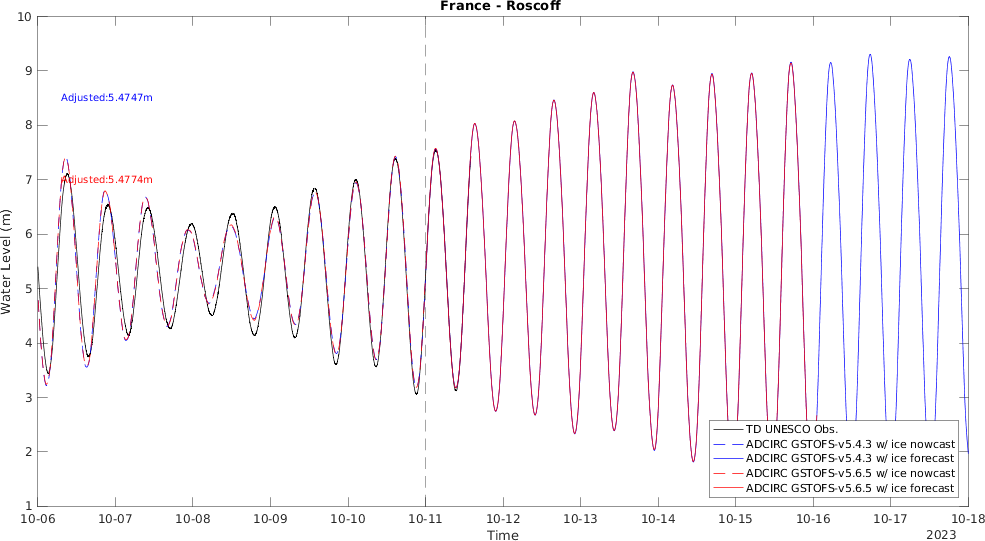 France - Roscoff
10
9
8
7
6
5
4
3
2
1
Water Level (m)
Adjusted:5.4747m
Adjusted:5.4774m
TD UNESCO Obs.
ADCIRC GSTOFS-v5.4.3 w/ ice nowcast
ADCIRC GSTOFS-v5.4.3 w/ ice forecast
ADCIRC GSTOFS-v5.6.5 w/ ice nowcast
ADCIRC GSTOFS-v5.6.5 w/ ice forecast
10-06 10-07 10-08 10-09 10-10 10-11 10-12 10-13 10-14 10-15 10-16 10-17 10-18
Time
2023